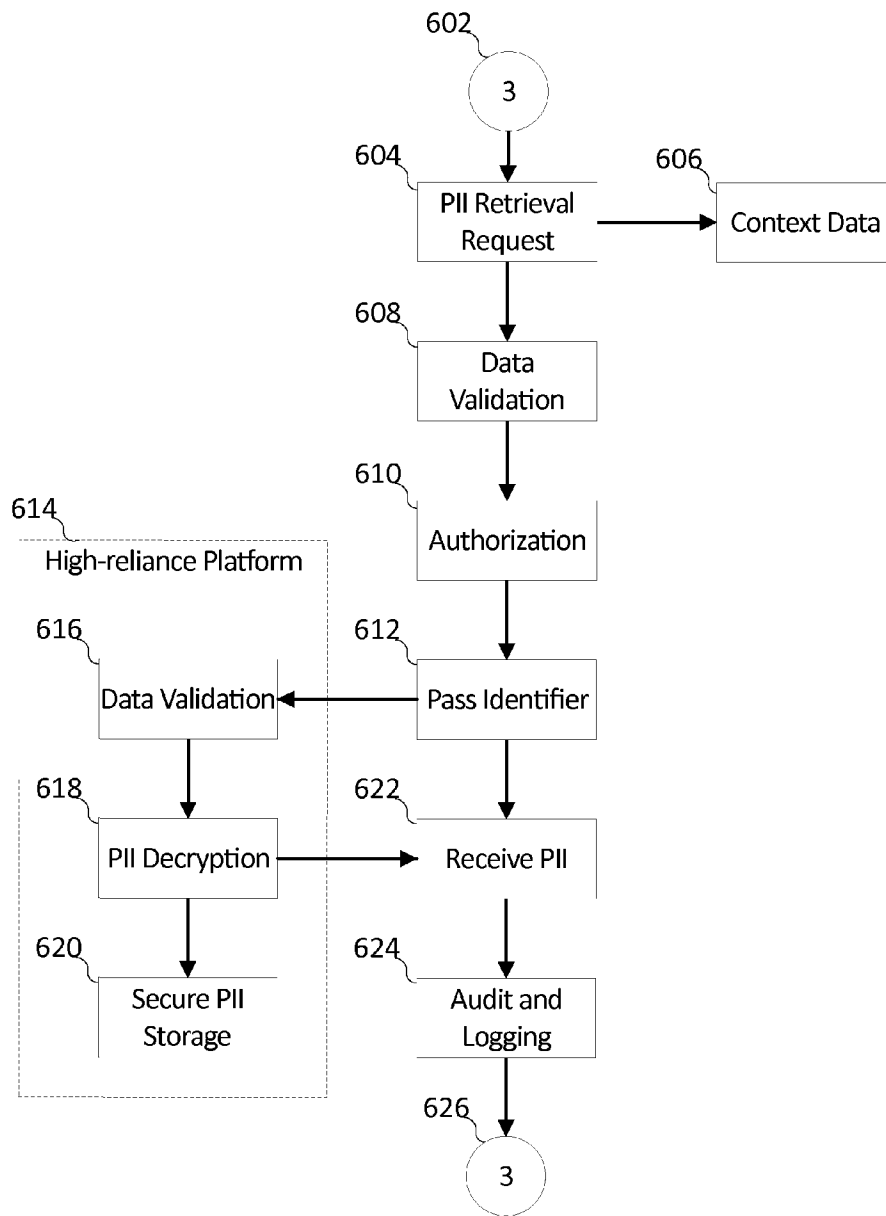 602
3
604
PII Retrieval
Request
606
Context Data
608
Data
Validation
610
Authorization
614
High-reliance Platform
616
Data Validation
612
Pass Identifier
618
PII Decryption
622
Receive PII
620
Secure PII
Storage
624
Audit and
Logging
626
3